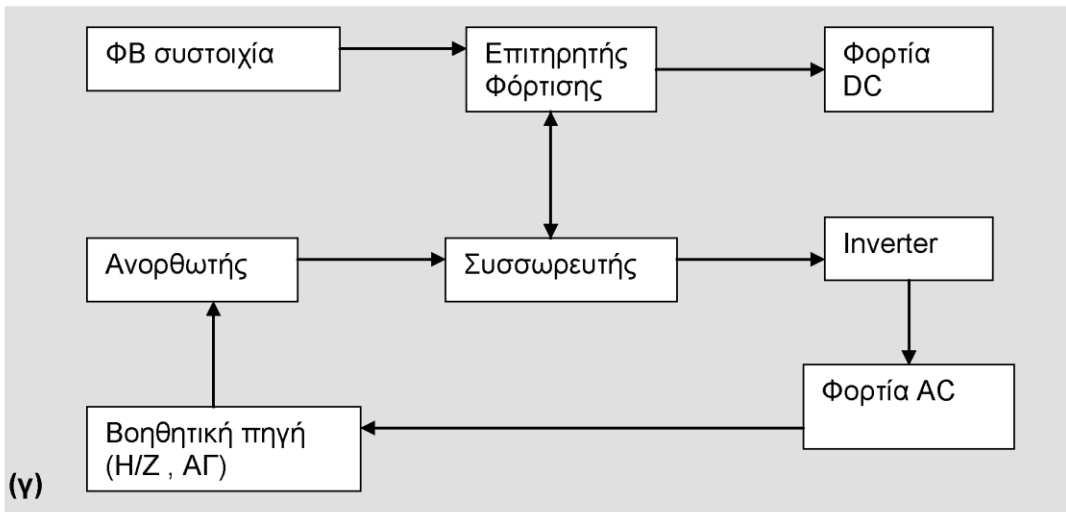 ΦΒ συστοιχία
Επιτηρητής
Φόρτισης
Φορτία
DC
Ανορθωτής
Συσσωρευτής
Inverter
Φορτία AC
Βοηθητική πηγή
(Η/Ζ , ΑΓ)
(γ)